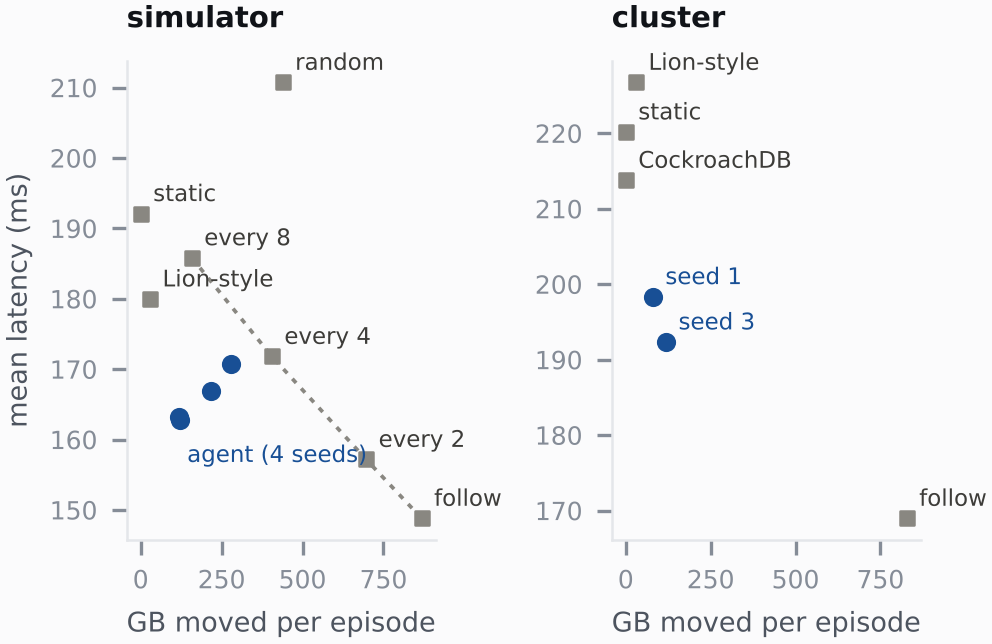 simulator
random
210
200
static
190
every 8
Lion-style
180
every 4
170
160
every 2
agent (4 seeds)
follow
150
mean latency (ms)
0
250
500
750
GB moved per episode
cluster
Lion-style
static
220
CockroachDB
210
seed 1
200
seed 3
190
180
follow
170
0
250
500
750
GB moved per episode